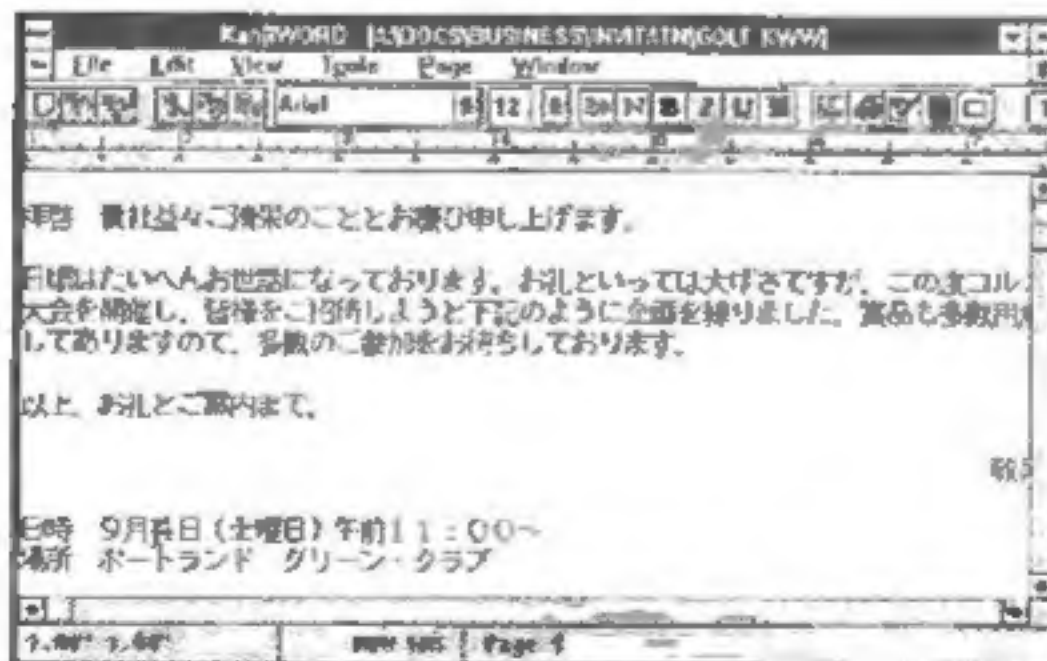 KanjiWORD [A:\DOCS\BUSINESS\INVITATN\GOLF.KWW]
File Edit View Tools Page Window
Arial 12 B I U
拝啓 貴社益々ご清栄のこととお慶び申し上げます。
日頃はたいへんお世話になっております。お礼といっては大げさですが、この度ゴルフ
大会を開催し、皆様をご招待しようと下記のように企画を練りました。賞品も多数用意
してありますので、多数のご参加をお待ちしております。
以上、お礼とご案内まで。
敬具
日時 9月 日(土曜日)午前11:00~
場所 ポートランド グリーン・クラブ
Page 1